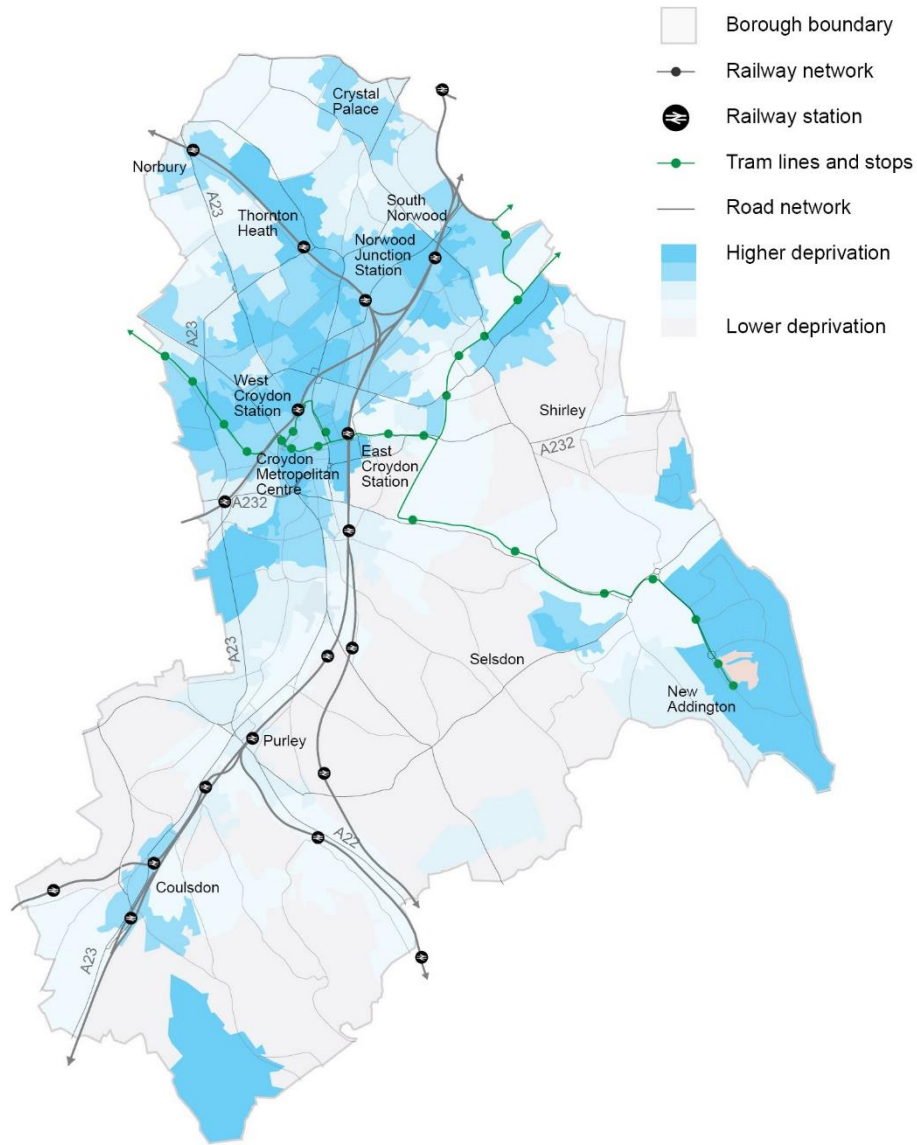 Borough boundary
Railway network
Railway station
Tram lines and stops
Road network
Higher deprivation
Lower deprivation
Crystal
Palace
Norbury
A23
Thornton
Heath
South
Norwood
Norwood
Junction
Station
A23
West
Croydon
Station
Shirley
A232
Croydon
Metropolitan
Centre
East
Croydon
Station
A232
A23
Selsdon
New
Addington
Purley
A22
Coulsdon
A23